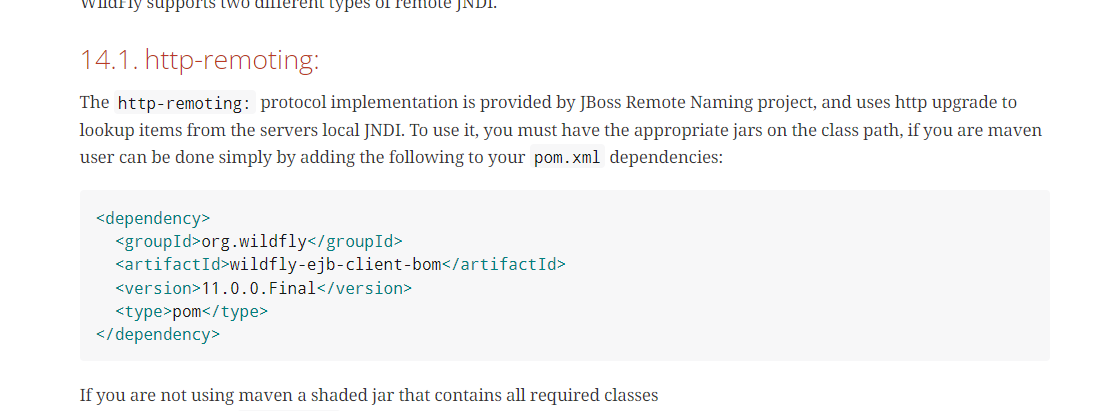 WildFly supports two different types of remote JNDI.
14.1. http-remoting:
The http-remoting: protocol implementation is provided by JBoss Remote Naming project, and uses http upgrade to
lookup items from the servers local JNDI. To use it, you must have the appropriate jars on the class path, if you are maven
user can be done simply by adding the following to your pom.xml dependencies:
<dependency>
  <groupId>org.wildfly</groupId>
  <artifactId>wildfly-ejb-client-bom</artifactId>
  <version>11.0.0.Final</version>
  <type>pom</type>
</dependency>
If you are not using maven a shaded jar that contains all required classes